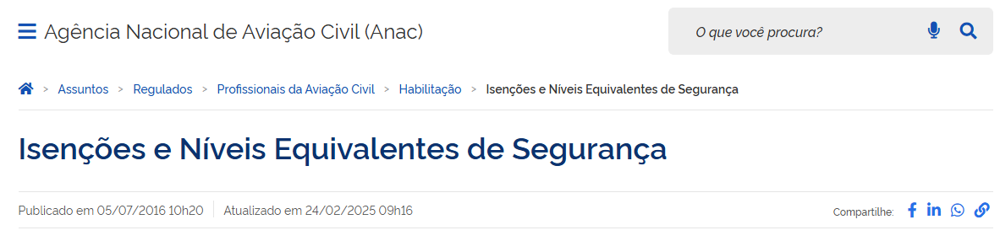 Agência Nacional de Aviação Civil (Anac)
O que você procura?
> Assuntos > Regulados > Profissionais da Aviação Civil > Habilitação > Isenções e Níveis Equivalentes de Segurança
Isenções e Níveis Equivalentes de Segurança
Publicado em 05/07/2016 10h20 Atualizado em 24/02/2025 09h16
Compartilhe: